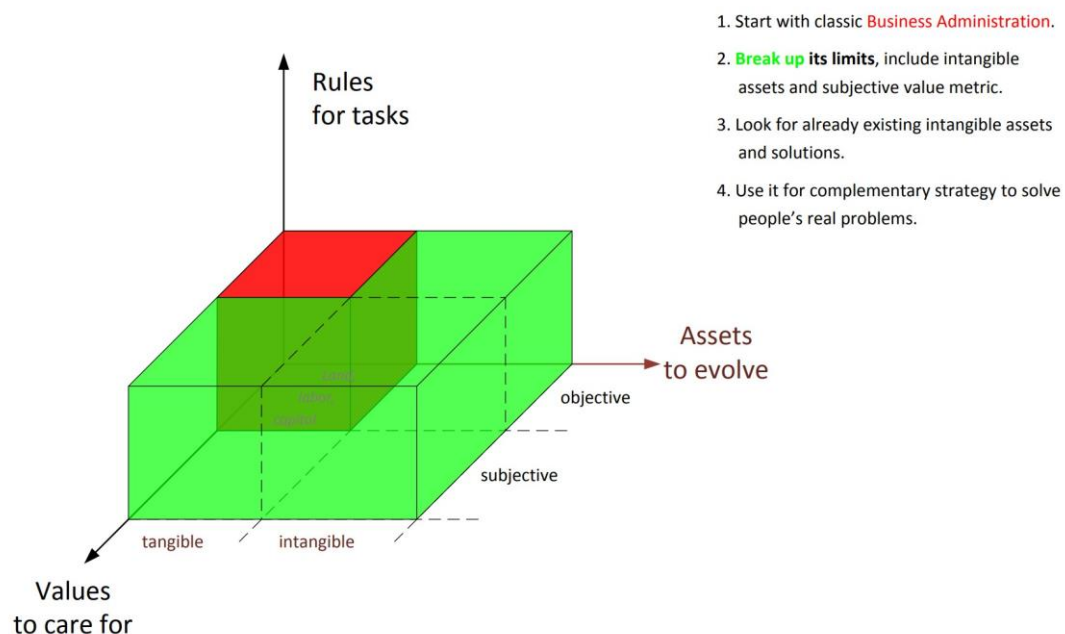 1. Start with classic Business Administration.
2. Break up its limits, include intangible
assets and subjective value metric.
3. Look for already existing intangible assets
and solutions.
4. Use it for complementary strategy to solve
people's real problems.
Rules
for tasks
Assets
to evolve
objective
subjective
tangible
intangible
Values
to care for